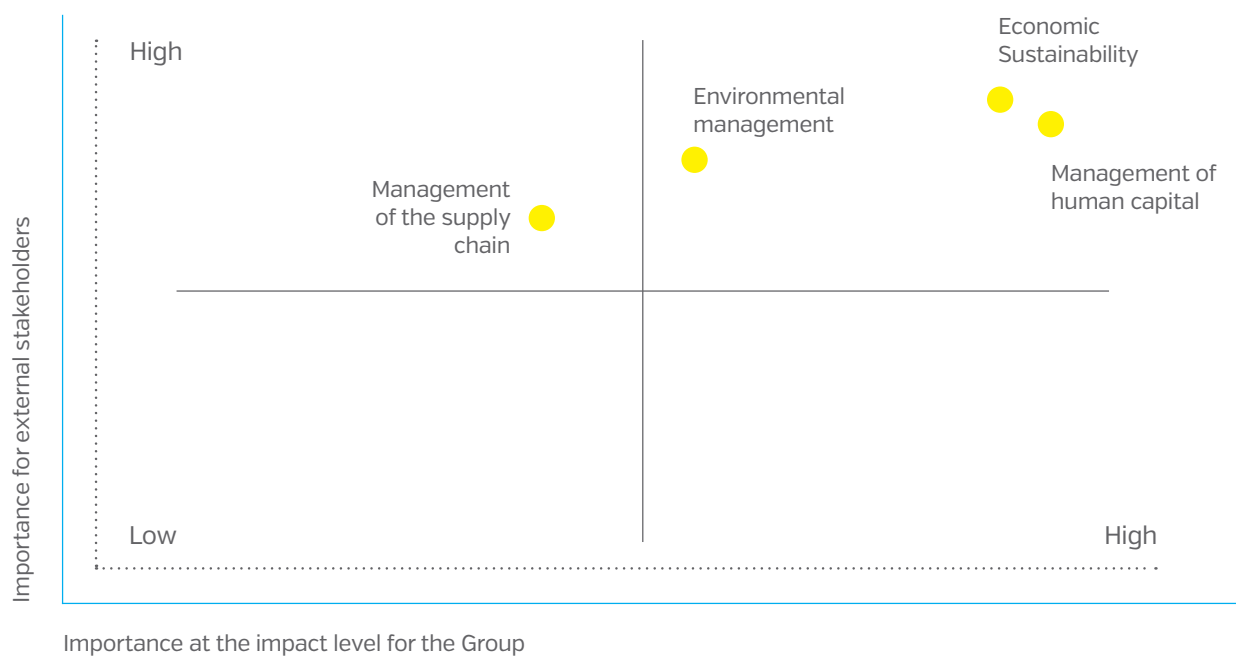 High
Economic
Sustainability
Environmental
management
Management of
human capital
Management
of the supply
chain
Importance for external stakeholders
Low
High
Importance at the impact level for the Group